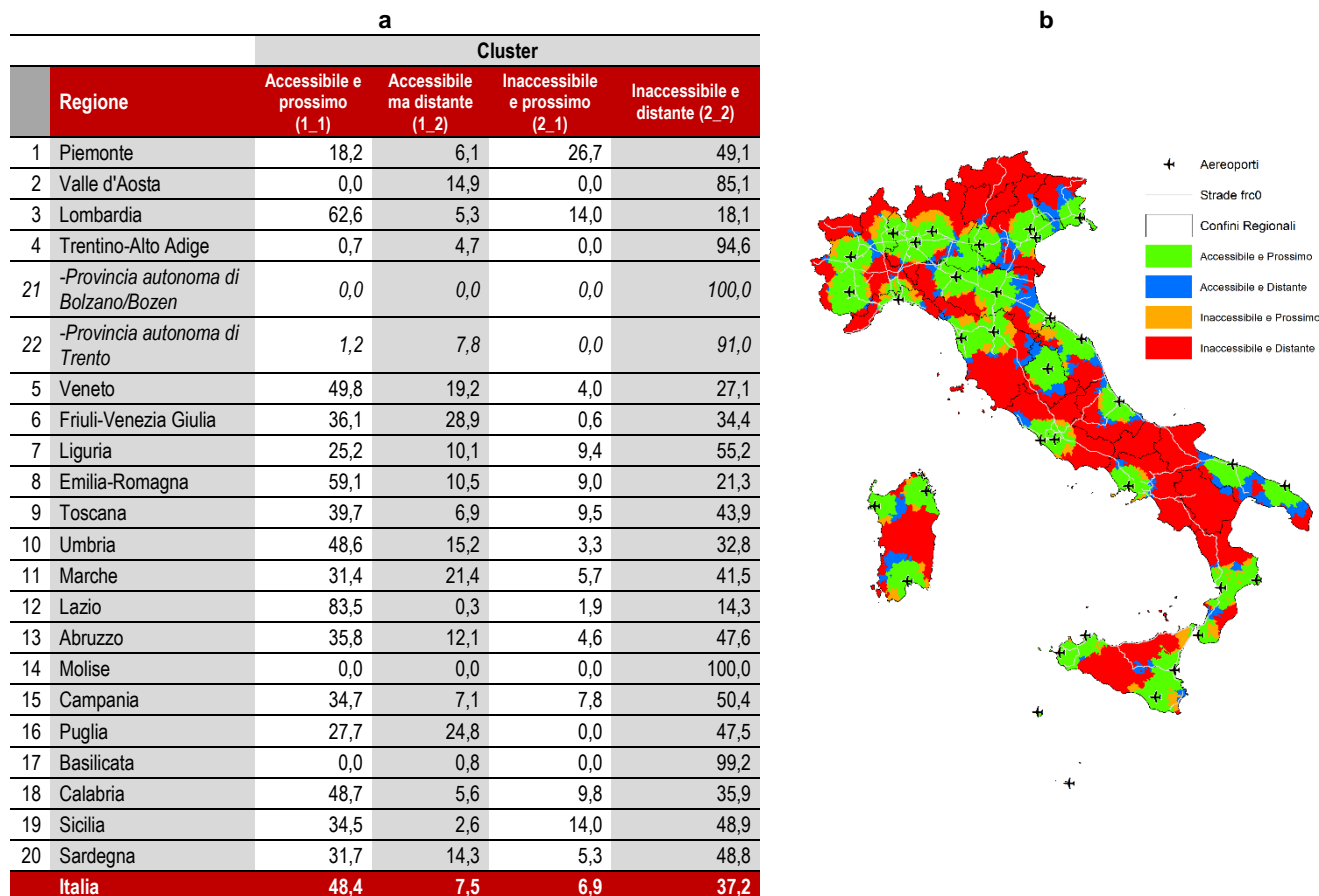 a
Cluster
Regione
Accessibile e
prossimo
(1_1)
Accessibile
ma distante
(1_2)
Inaccessibile
e prossimo
(2_1)
Inaccessibile e
distante (2_2)
1 Piemonte 18,2 6,1 26,7 49,1
2 Valle d'Aosta 0,0 14,9 0,0 85,1
3 Lombardia 62,6 5,3 14,0 18,1
4 Trentino-Alto Adige 0,7 4,7 0,0 94,6
21 -Provincia autonoma di
Bolzano/Bozen 0,0 0,0 0,0 100,0
22 -Provincia autonoma di
Trento 1,2 7,8 0,0 91,0
5 Veneto 49,8 19,2 4,0 27,1
6 Friuli-Venezia Giulia 36,1 28,9 0,6 34,4
7 Liguria 25,2 10,1 9,4 55,2
8 Emilia-Romagna 59,1 10,5 9,0 21,3
9 Toscana 39,7 6,9 9,5 43,9
10 Umbria 48,6 15,2 3,3 32,8
11 Marche 31,4 21,4 5,7 41,5
12 Lazio 83,5 0,3 1,9 14,3
13 Abruzzo 35,8 12,1 4,6 47,6
14 Molise 0,0 0,0 0,0 100,0
15 Campania 34,7 7,1 7,8 50,4
16 Puglia 27,7 24,8 0,0 47,5
17 Basilicata 0,0 0,8 0,0 99,2
18 Calabria 48,7 5,6 9,8 35,9
19 Sicilia 34,5 2,6 14,0 48,9
20 Sardegna 31,7 14,3 5,3 48,8
Italia 48,4 7,5 6,9 37,2
b
Aereoporti
Strade frc0
Confini Regionali
Accessibile e Prossimo
Accessibile e Distante
Inaccessibile e Prossimo
Inaccessibile e Distante